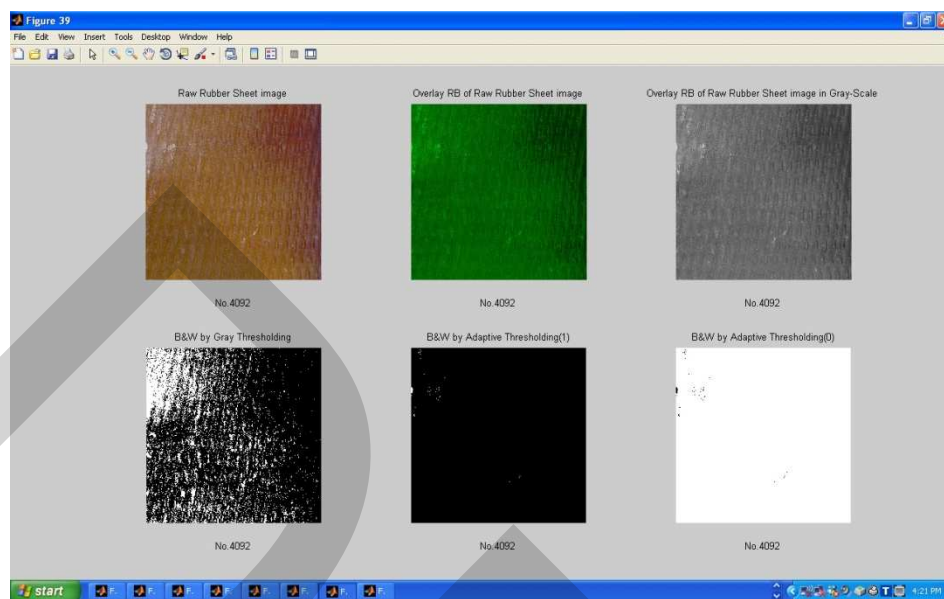 Figure 39
File Edit View Insert Tools Desktop Window Help
Raw Rubber Sheet image
Overlay RB of Raw Rubber Sheet image
Overlay RB of Raw Rubber Sheet image in Gray-Scale
No.4092
No.4092
No.4092
B&W by Gray Thresholding
B&W by Adaptive Thresholding(1)
B&W by Adaptive Thresholding(0)
No.4092
No.4092
No.4092
start F. F. F. F. F. F. F. F. T 4:21 PM